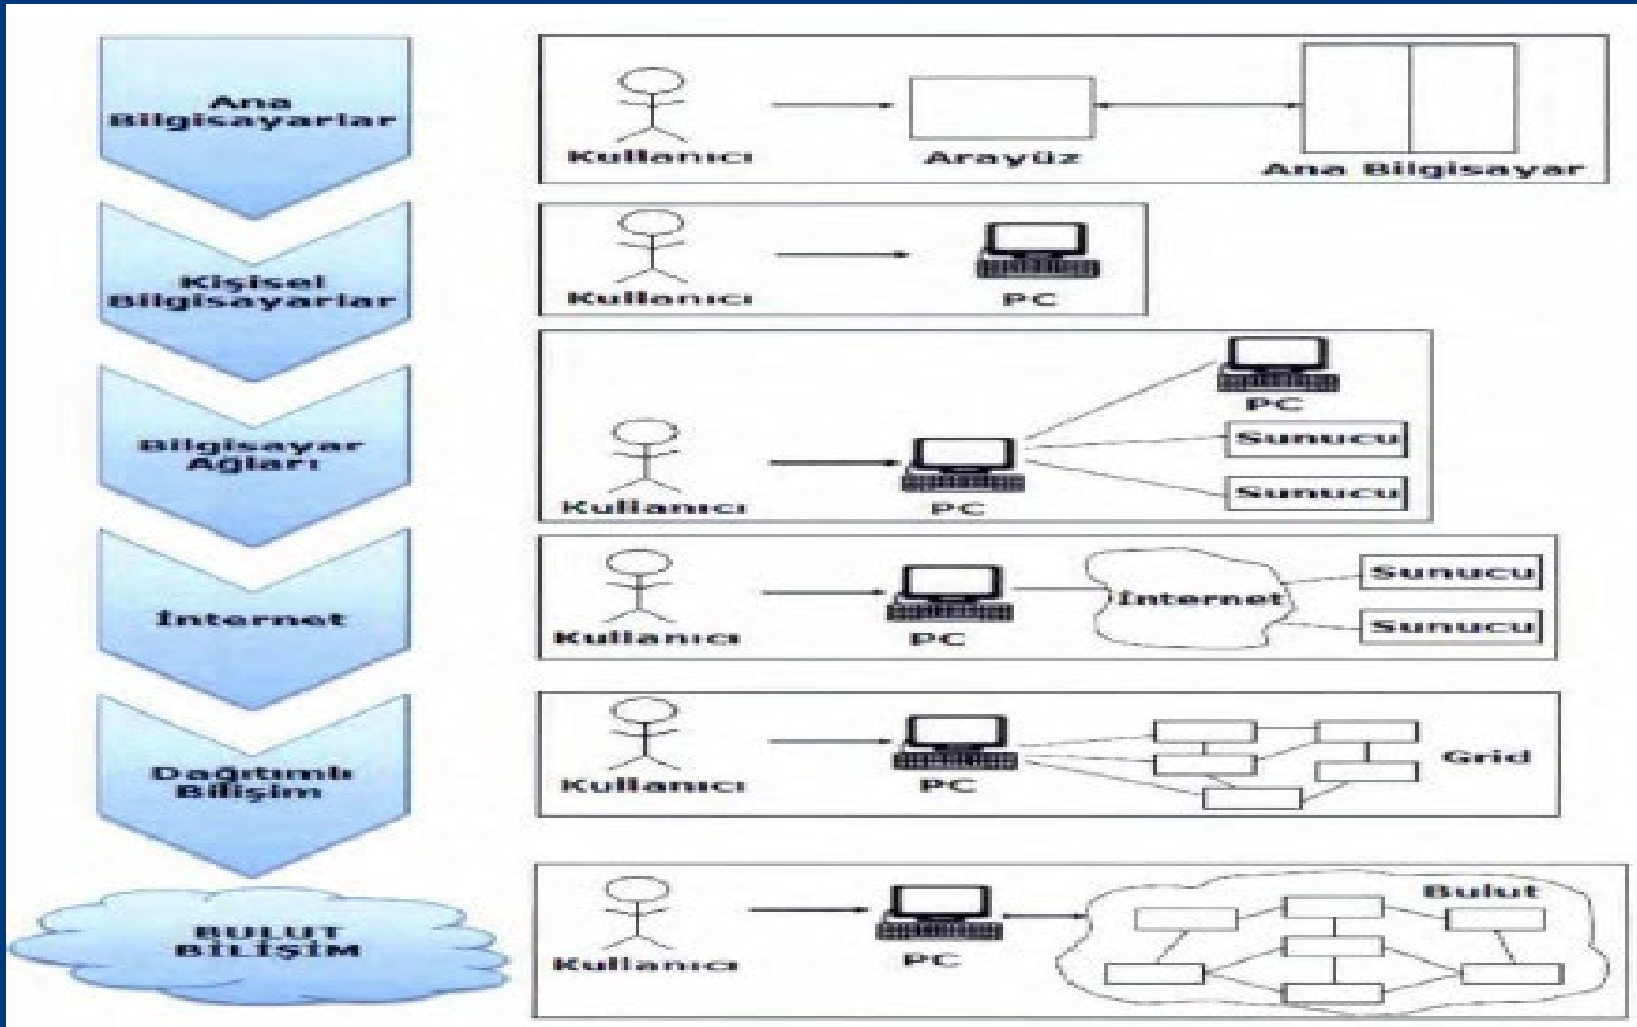 Ana
Bilgisayarlar
Kullanıcı
Arayüz
Ana Bilgisayar
Kişisel
Bilgisayarlar
Kullanıcı
PC
Bilgisayar
Ağları
Kullanıcı
PC
PC
Sunucu
Sunucu
İnternet
Kullanıcı
PC
İnternet
Sunucu
Sunucu
Dağıtımlı
Bilişim
Kullanıcı
PC
Grid
BULUT
BİLİŞİM
Kullanıcı
PC
Bulut